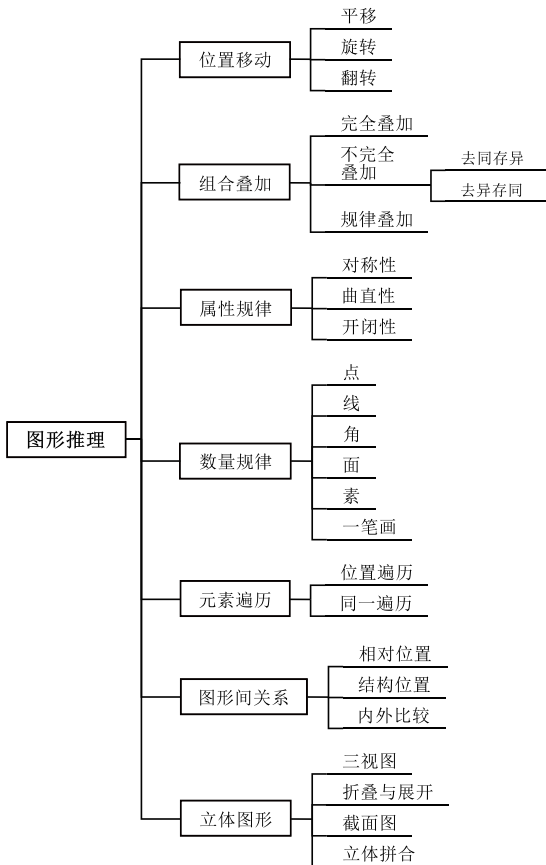 图形推理
位置移动
平移
旋转
翻转
组合叠加
完全叠加
不完全
叠加
去同存异
去异存同
规律叠加
属性规律
对称性
曲直性
开闭性
数量规律
点
线
角
面
素
一笔画
元素遍历
位置遍历
同一遍历
图形间关系
相对位置
结构位置
内外比较
立体图形
三视图
折叠与展开
截面图
立体拼合